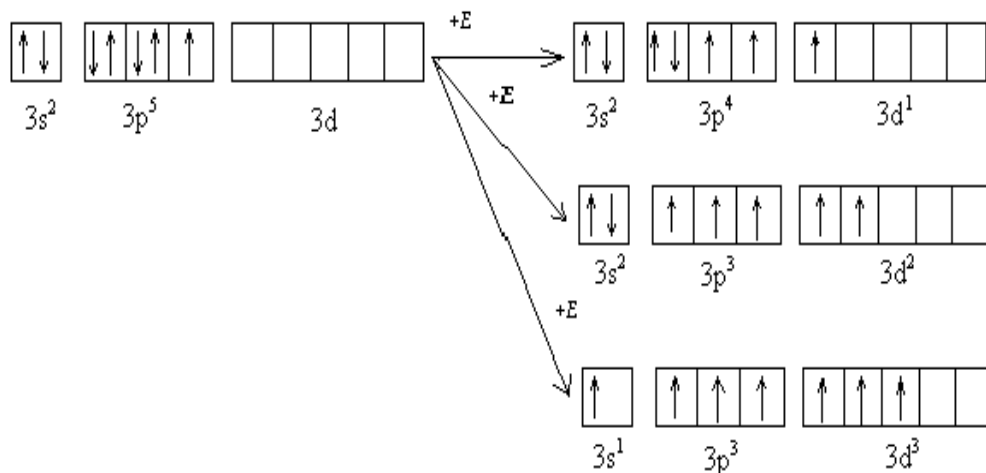 +E
3s² 3p⁵ 3d
3s² 3p⁴ 3d¹
+E
3s² 3p³ 3d²
+E
3s¹ 3p³ 3d³